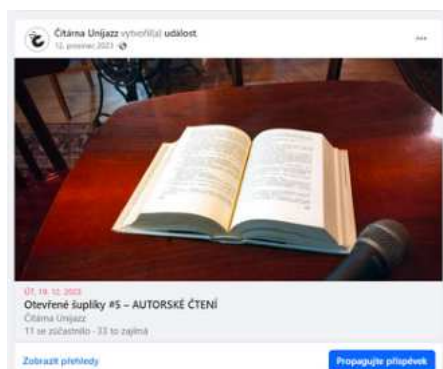 Čítárna Unijazz vytvořil(a) událost
12. prosinec 2023
ÚT, 19. 12. 2023
Otevřené šuplíky #5 – AUTORSKÉ ČTENÍ
Čítárna Unijazz
11 se zúčastnilo · 33 to zajímá
Zobrazit přehledy
Propagujte příspěvek